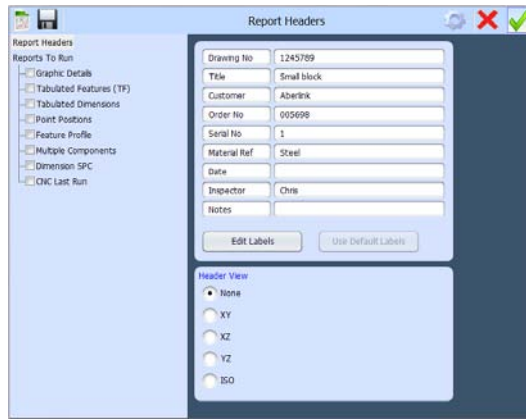 Report Headers
Report Headers
Reports To Run
Graphic Details
Tabulated Features (TF)
Tabulated Dimensions
Point Positions
Feature Profile
Multiple Components
Dimension SPC
CNC Last Run
Drawing No 1245789
Title Small block
Customer Aberlink
Order No 005698
Serial No 1
Material Ref Steel
Date
Inspector Chris
Notes
Edit Labels Use Default Labels
Header View
None
XY
XZ
YZ
ISO